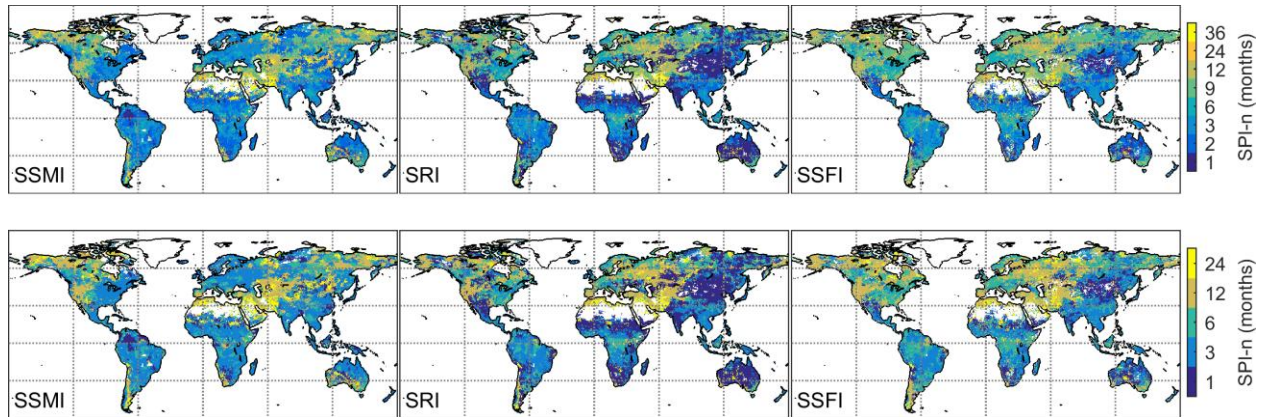 SSMI
SRI
SSFI
36
24
12
9
6
3
2
1
SPI-n (months)
SSMI
SRI
SSFI
24
12
6
3
1
SPI-n (months)